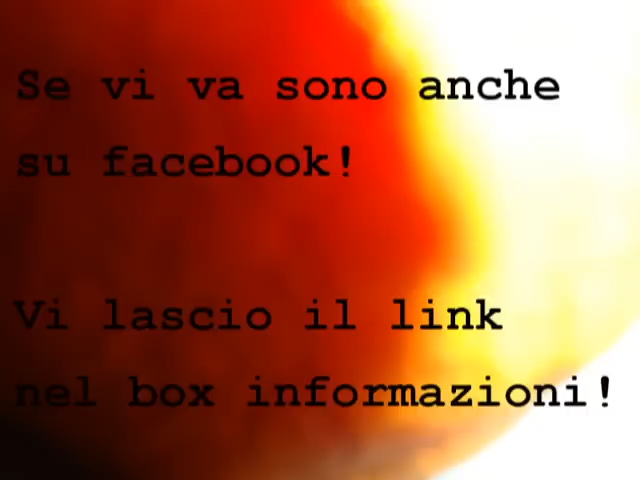 Se vi va sono anche
su facebook!
Vi lascio il link
nel box informazioni!